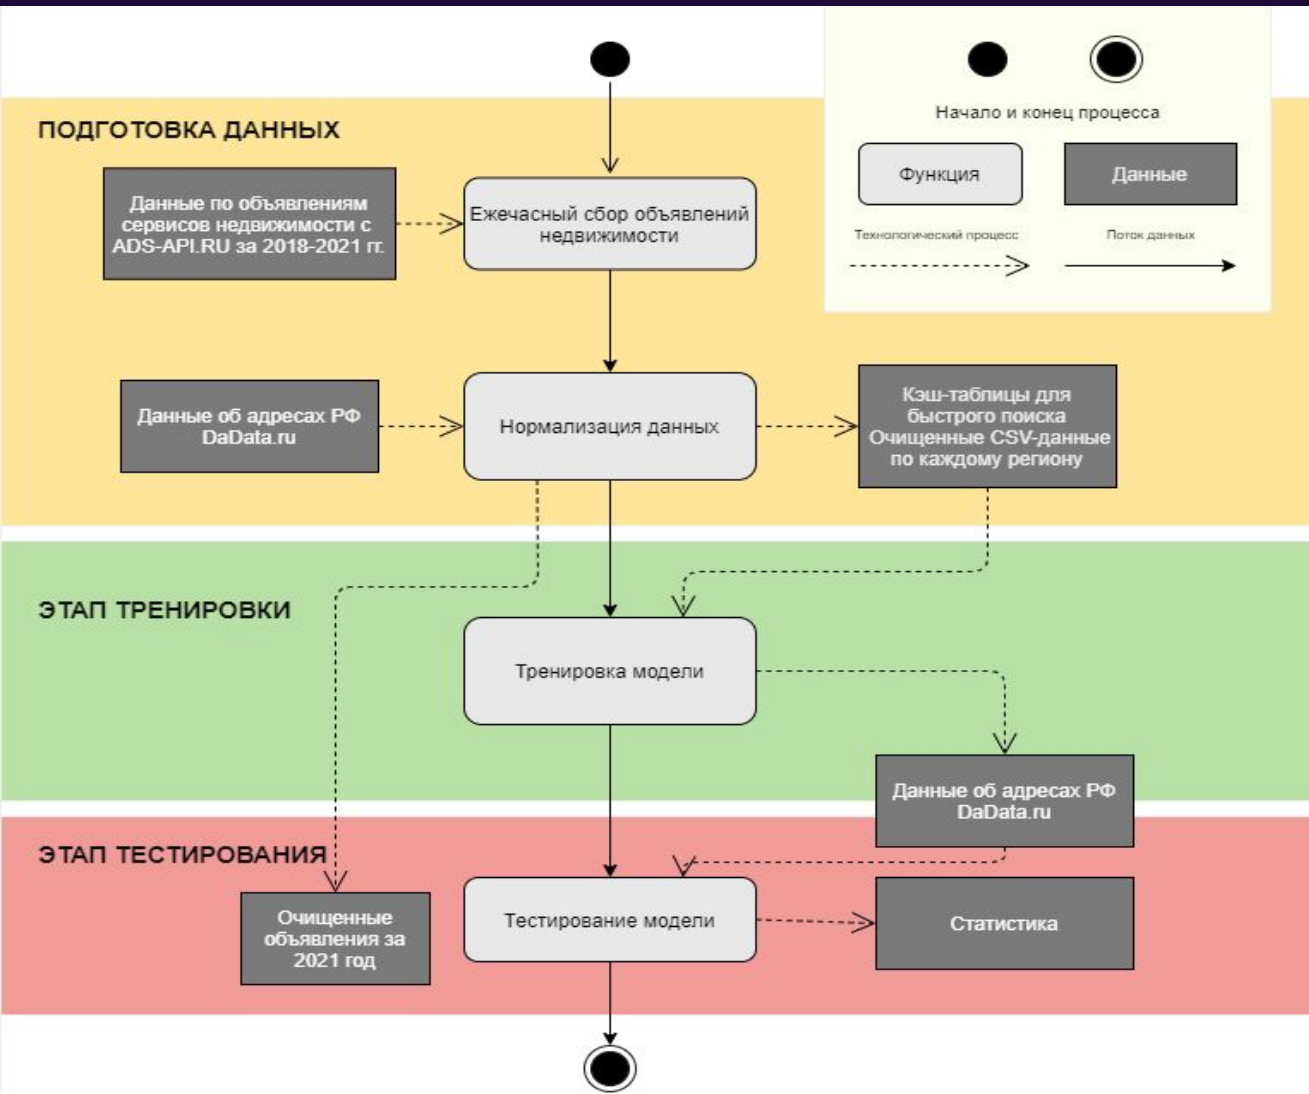 Начало и конец процесса
Функция
Данные
Технологический процесс
Поток данных
ПОДГОТОВКА ДАННЫХ
Данные по объявлениям
сервисов недвижимости с
ADS-API.RU за 2018-2021 гг.
Ежечасный сбор объявлений
недвижимости
Данные об адресах РФ
DaData.ru
Нормализация данных
Кэш-таблицы для
быстрого поиска
Очищенные CSV-данные
по каждому региону
ЭТАП ТРЕНИРОВКИ
Тренировка модели
Данные об адресах РФ
DaData.ru
ЭТАП ТЕСТИРОВАНИЯ
Очищенные
объявления за
2021 год
Тестирование модели
Статистика